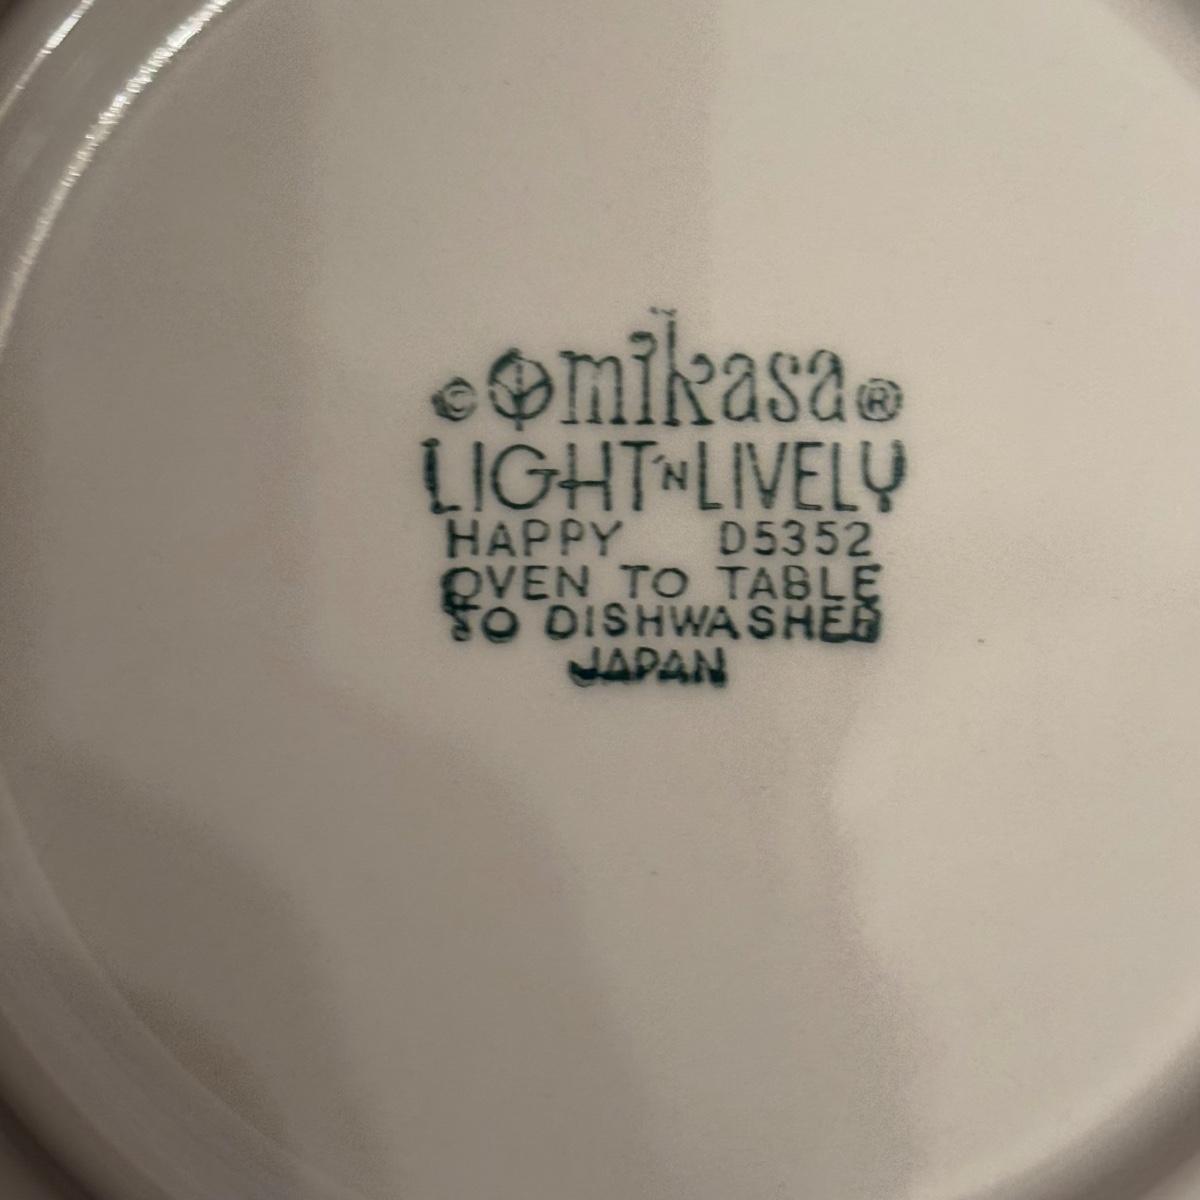 © mikasa ®
LIGHT 'N LIVELY
HAPPY D5352
OVEN TO TABLE
TO DISHWASHER
JAPAN